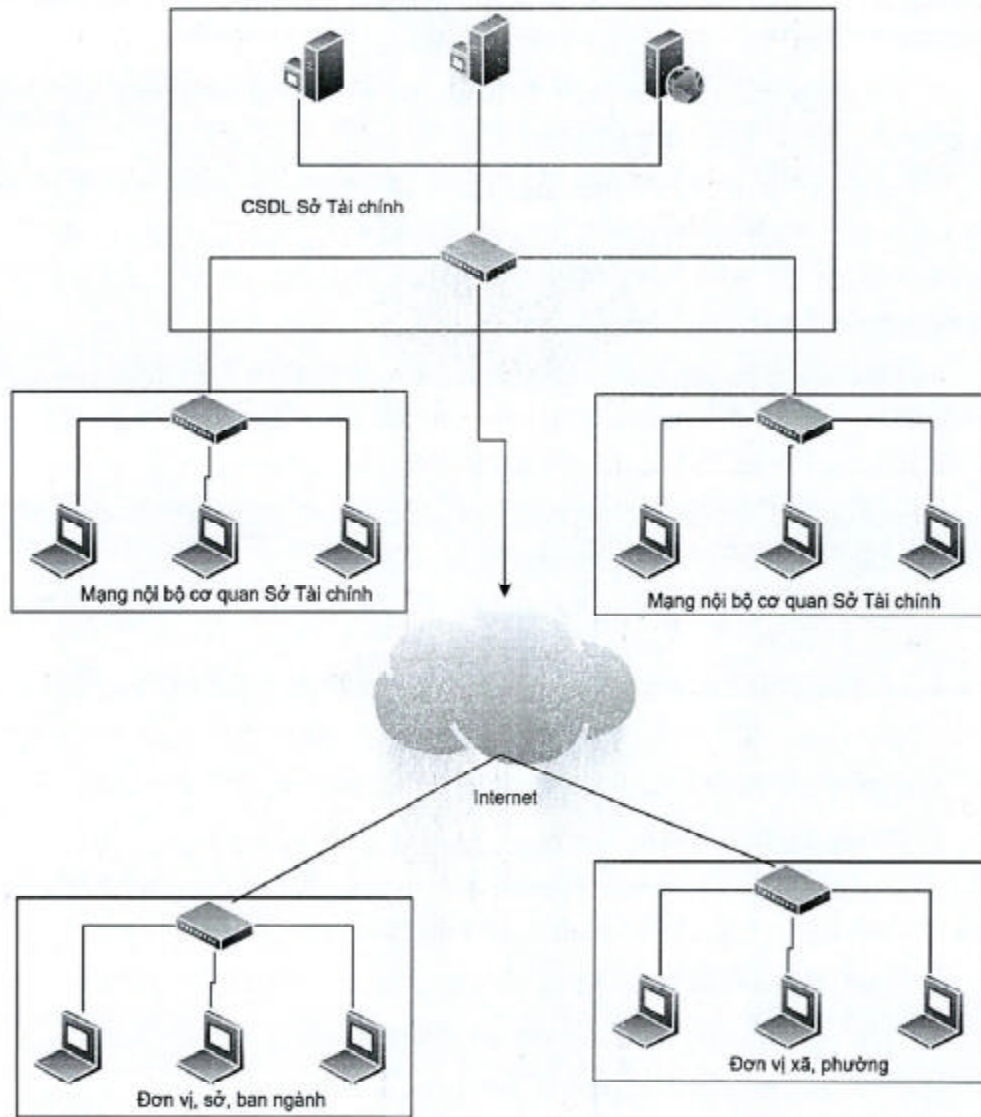 CSDL Sở Tài chính
Mạng nội bộ cơ quan Sở Tài chính
Mạng nội bộ cơ quan Sở Tài chính
Internet
Đơn vị xã, phường
Đơn vị, sở, ban ngành